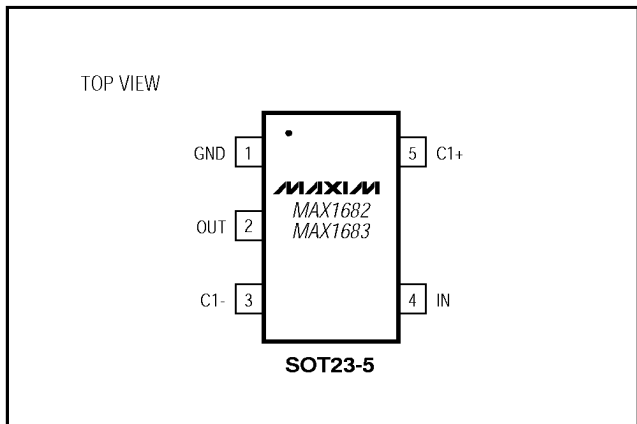 TOP VIEW
GND 1
5 C1+
MAXIM
MAX1682
MAX1683
OUT 2
C1- 3
4 IN
SOT23-5